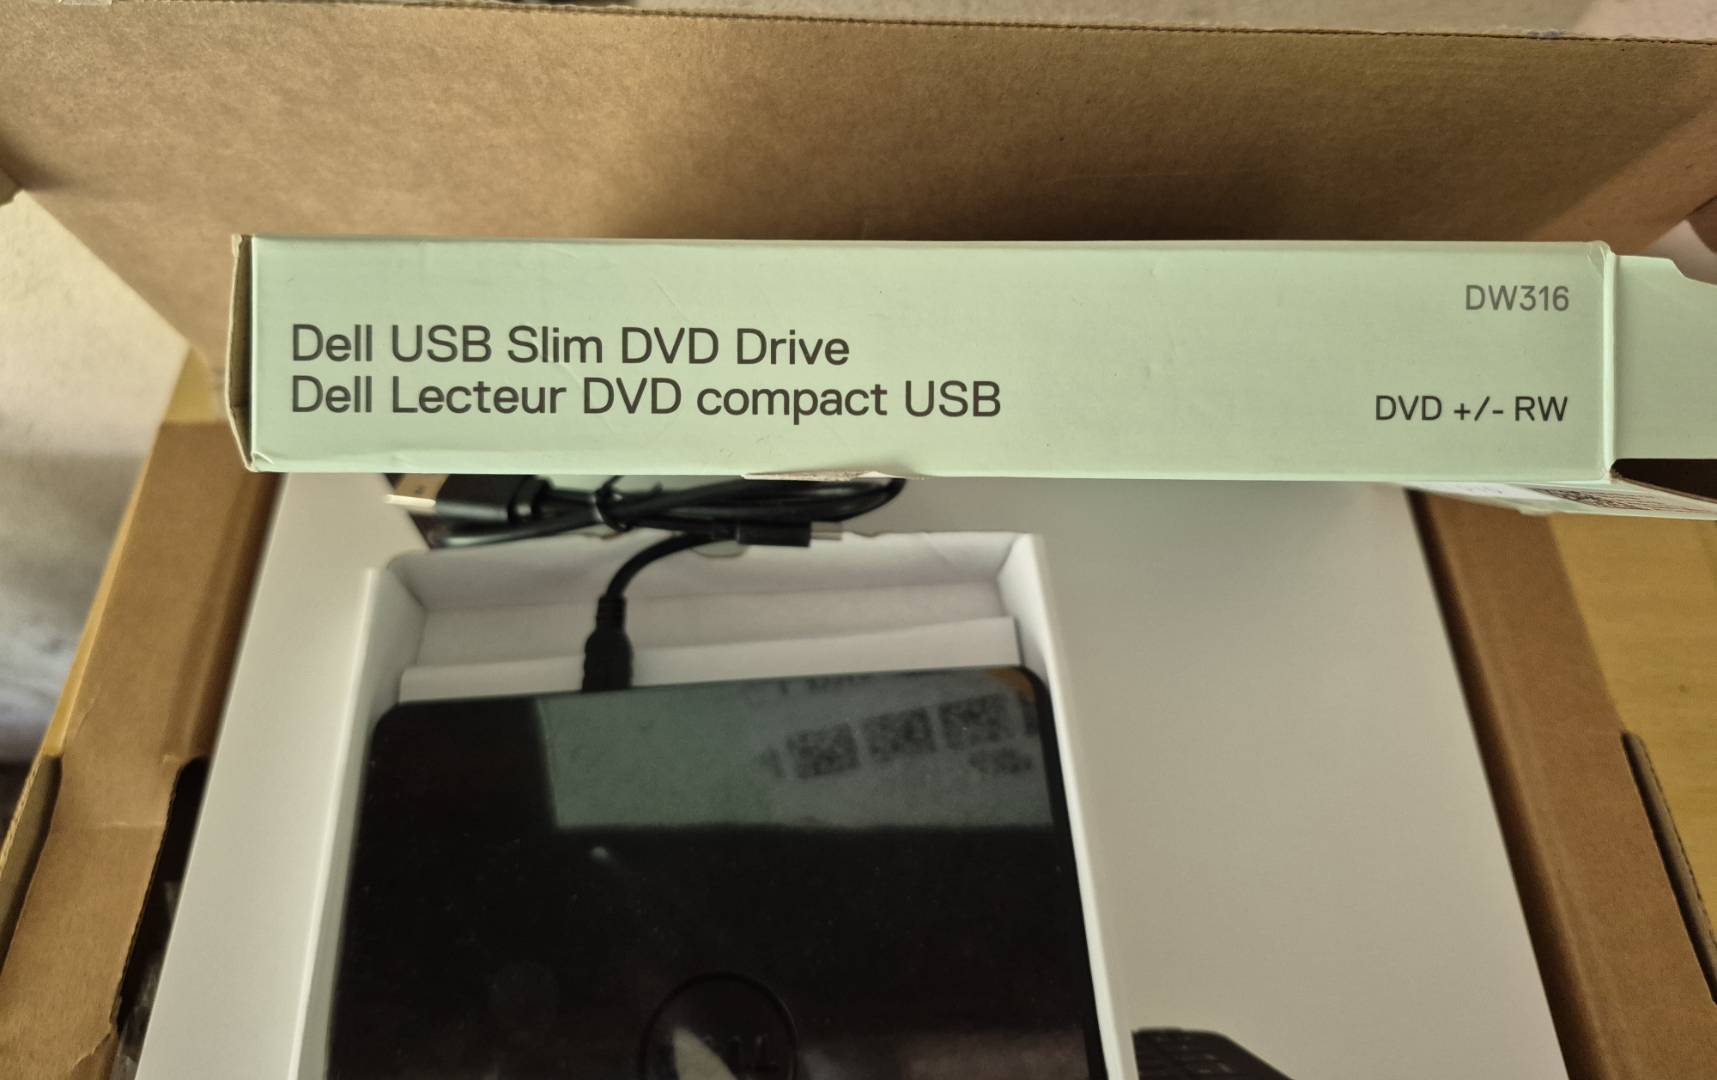 DW316
Dell USB Slim DVD Drive
Dell Lecteur DVD compact USB
DVD +/- RW